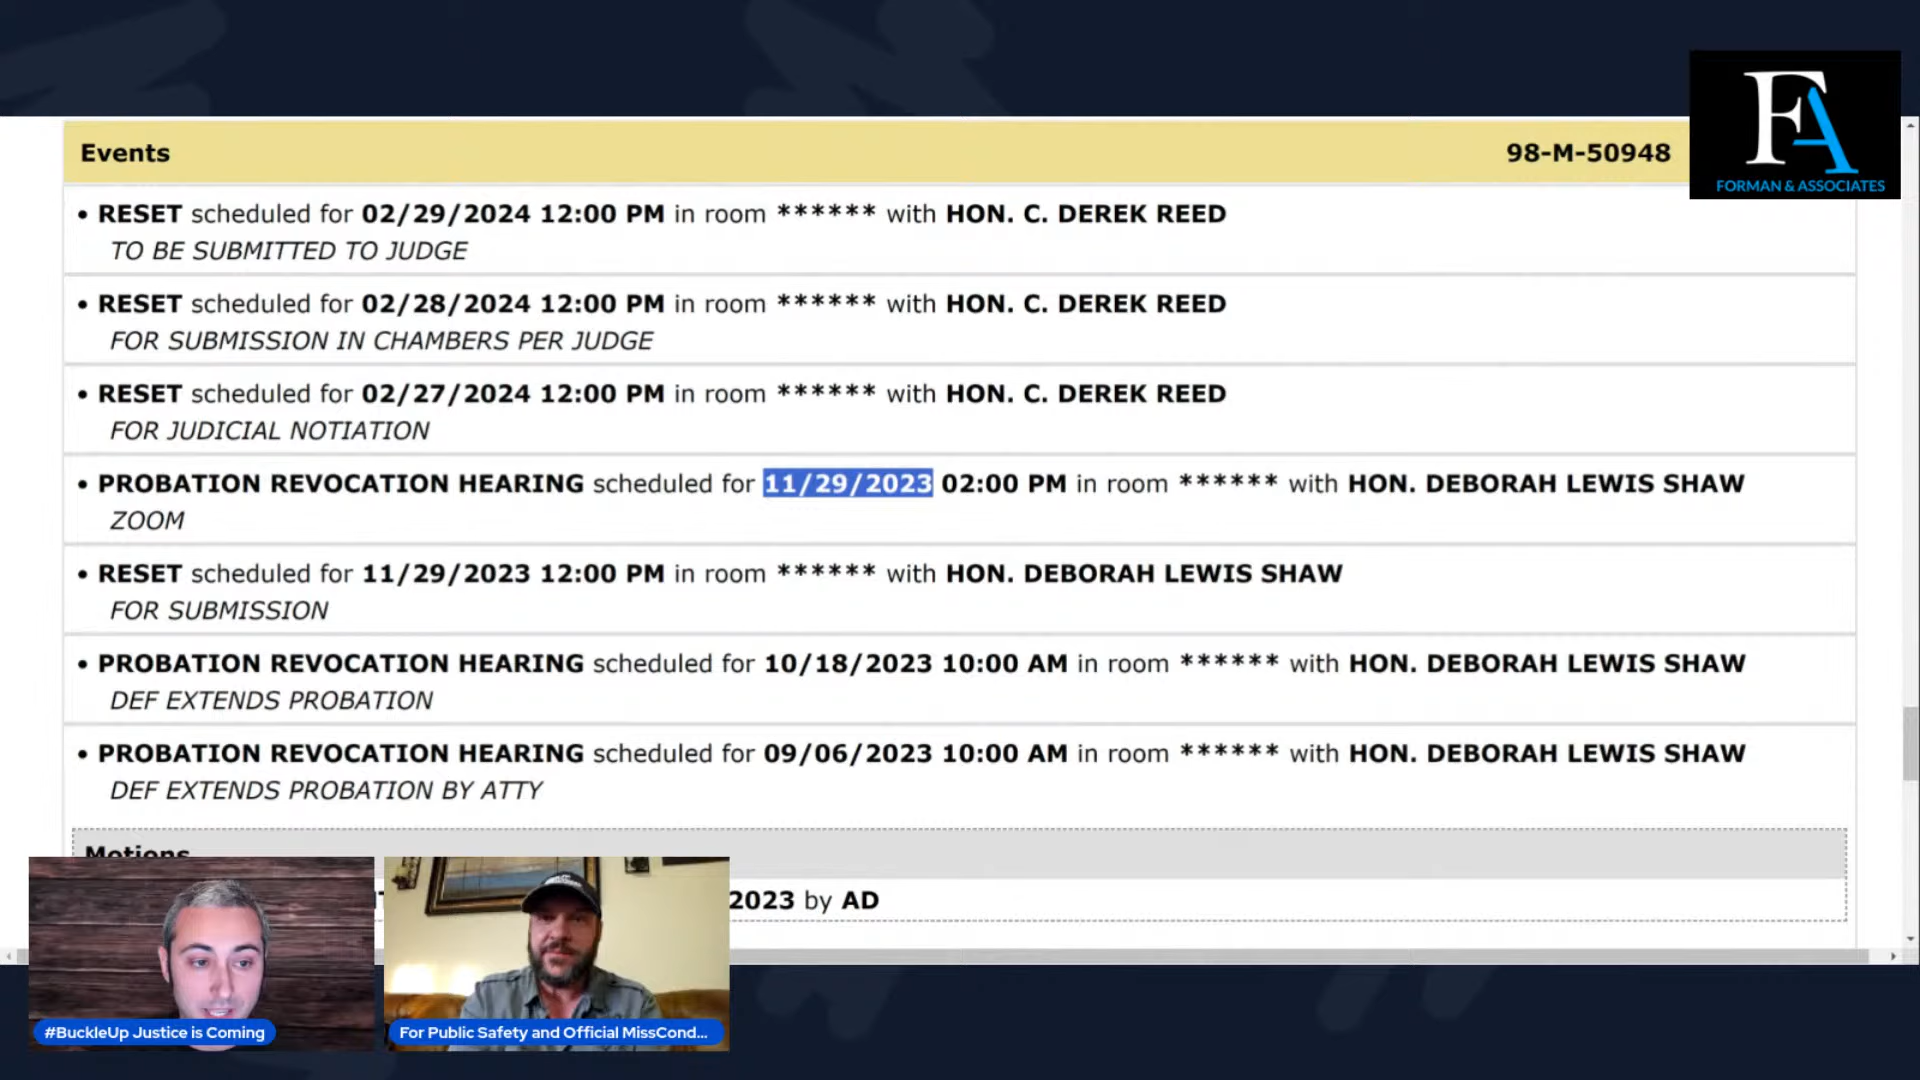 FA
FORMAN & ASSOCIATES
Events 98-M-50948
• RESET scheduled for 02/29/2024 12:00 PM in room ****** with HON. C. DEREK REED
TO BE SUBMITTED TO JUDGE
• RESET scheduled for 02/28/2024 12:00 PM in room ****** with HON. C. DEREK REED
FOR SUBMISSION IN CHAMBERS PER JUDGE
• RESET scheduled for 02/27/2024 12:00 PM in room ****** with HON. C. DEREK REED
FOR JUDICIAL NOTIATION
• PROBATION REVOCATION HEARING scheduled for 11/29/2023 02:00 PM in room ****** with HON. DEBORAH LEWIS SHAW
ZOOM
• RESET scheduled for 11/29/2023 12:00 PM in room ****** with HON. DEBORAH LEWIS SHAW
FOR SUBMISSION
• PROBATION REVOCATION HEARING scheduled for 10/18/2023 10:00 AM in room ****** with HON. DEBORAH LEWIS SHAW
DEF EXTENDS PROBATION
• PROBATION REVOCATION HEARING scheduled for 09/06/2023 10:00 AM in room ****** with HON. DEBORAH LEWIS SHAW
DEF EXTENDS PROBATION BY ATTY
Motions
2023 by AD
#BuckleUp Justice is Coming
For Public Safety and Official MissCond...